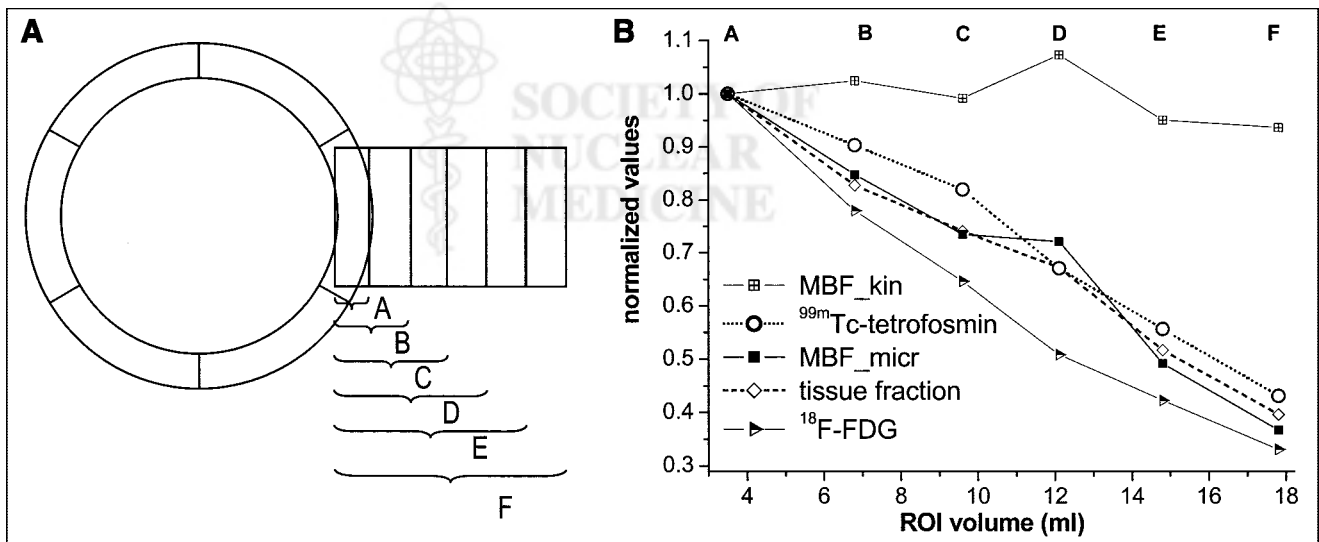 A
A
B
C
D
E
F
SOCIETY OF
NUCLEAR
MEDICINE
B
A B C D E F
normalized values
1.1
1.0
0.9
0.8
0.7
0.6
0.5
0.4
0.3
MBF_kin
99mTc-tetrofosmin
MBF_micr
tissue fraction
18F-FDG
4 6 8 10 12 14 16 18
ROI volume (ml)